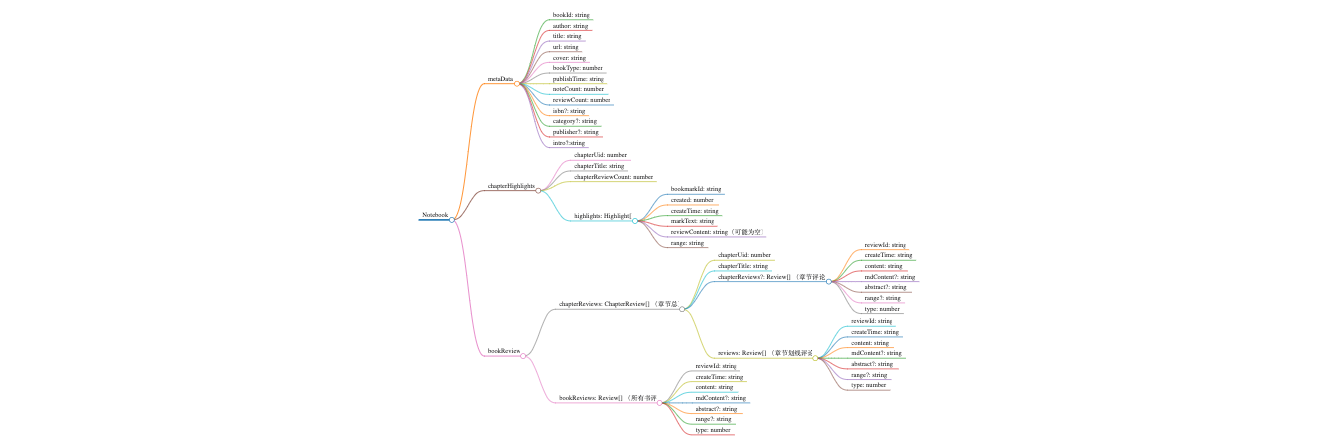 Notebook
metaData
bookId: string
author: string
title: string
url: string
cover: string
bookType: number
publishTime: string
noteCount: number
reviewCount: number
isbn?: string
category?: string
publisher?: string
intro?:string
chapterHighlights
chapterUid: number
chapterTitle: string
chapterReviewCount: number
highlights: Highlight[
bookmarkId: string
created: number
createTime: string
markText: string
reviewContent: string（可能为空
range: string
bookReview
chapterReviews: ChapterReview[] （章节总
chapterUid: number
chapterTitle: string
chapterReviews?: Review[] （章节评论
reviewId: string
createTime: string
content: string
mdContent?: string
abstract?: string
range?: string
type: number
reviews: Review[] （章节划线评论
reviewId: string
createTime: string
content: string
mdContent?: string
abstract?: string
range?: string
type: number
bookReviews: Review[] （所有书评
reviewId: string
createTime: string
content: string
mdContent?: string
abstract?: string
range?: string
type: number